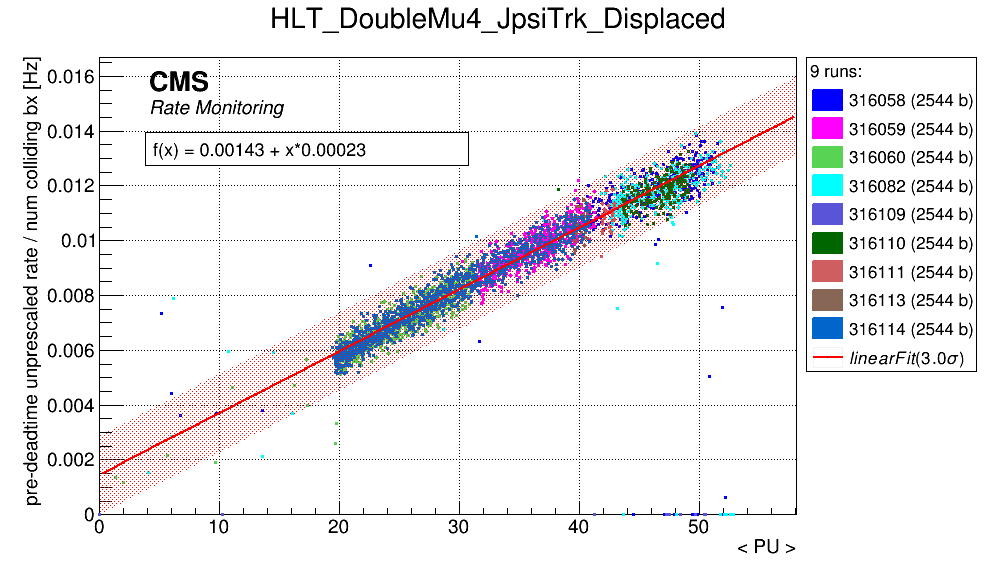 HLT_DoubleMu4_JpsiTrk_Displaced
pre-deadtime unprescaled rate / num colliding bx [Hz]
0.016
0.014
0.012
0.01
0.008
0.006
0.004
0.002
0
CMS
Rate Monitoring
f(x) = 0.00143 + x*0.00023
0 10 20 30 40 50
< PU >
9 runs:
316058 (2544 b)
316059 (2544 b)
316060 (2544 b)
316082 (2544 b)
316109 (2544 b)
316110 (2544 b)
316111 (2544 b)
316113 (2544 b)
316114 (2544 b)
linearFit(3.0σ)